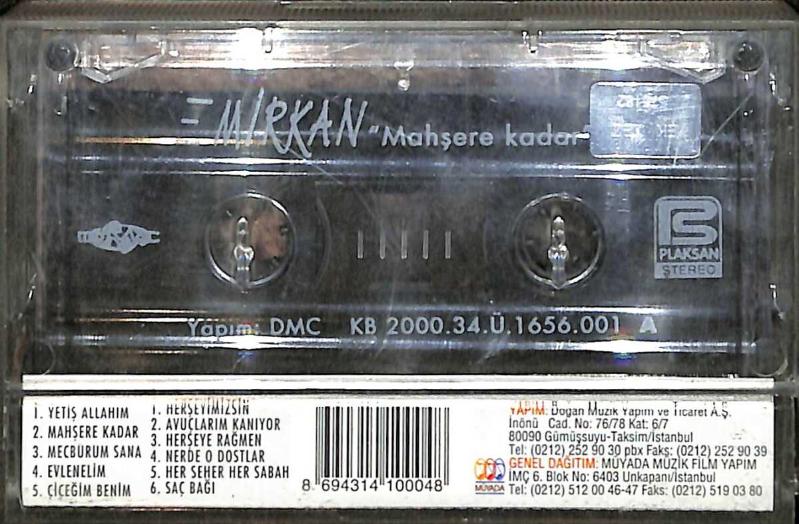 EMİRKAN "Mahşere kadar"
PLAKSAN
STEREO
Yapım: DMC KB 2000.34.Ü.1656.001 A
1. YETİŞ ALLAHIM
2. MAHŞERE KADAR
3. MECBURUM SANA
4. EVLENELİM
5. ÇİÇEĞİM BENİM
1. HERŞEYİMİZSİN
2. AVUÇLARIM KANIYOR
3. HERŞEYE RAĞMEN
4. NERDE O DOSTLAR
5. HER SEHER HER SABAH
6. SAÇ BAĞI
8 694314 100048
YAPIM: Doğan Müzik Yapım ve Ticaret A.Ş.
İnönü Cad. No: 76/78 Kat: 6/7
80090 Gümüşsuyu-Taksim/İstanbul
Tel: (0212) 252 90 30 pbx Faks: (0212) 252 90 39
GENEL DAĞITIM: MÜYADA MÜZİK FİLM YAPIM
İMÇ 6. Blok No: 6403 Unkapanı/İstanbul
Tel: (0212) 512 00 46-47 Faks: (0212) 519 03 80
MÜYADA